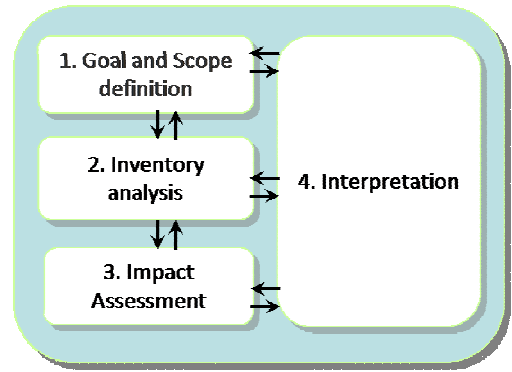 1. Goal and Scope
definition
2. Inventory
analysis
3. Impact
Assessment
4. Interpretation